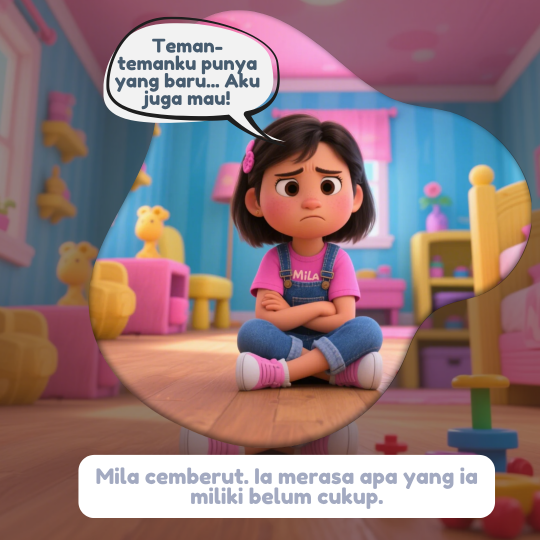 Teman-
temanku punya
yang baru... Aku
juga mau!
MiLA
Mila cemberut. Ia merasa apa yang ia
miliki belum cukup.